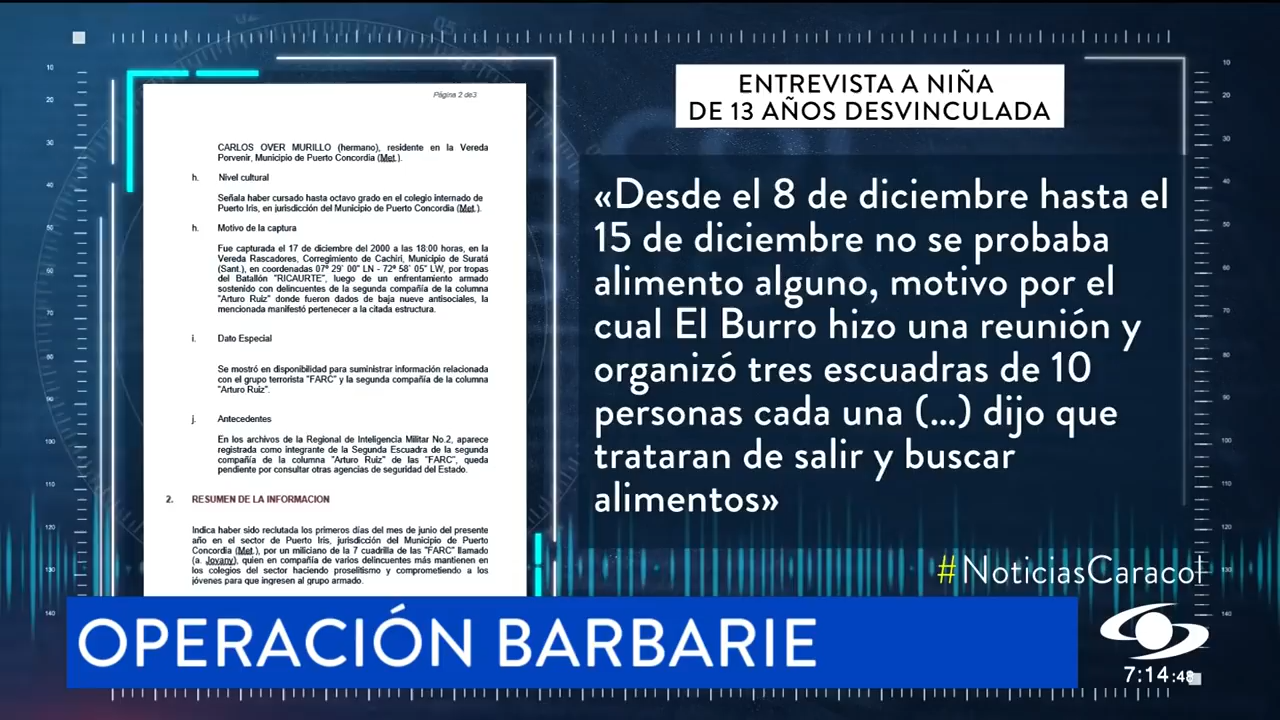 Página 2 de3
CARLOS OVER MURILLO (hermano), residente en la Vereda
Porvenir, Municipio de Puerto Concordia (Met.).
h. Nivel cultural
Señala haber cursado hasta octavo grado en el colegio internado de
Puerto Iris, en jurisdicción del Municipio de Puerto Concordia (Met.).
h. Motivo de la captura
Fue capturada el 17 de diciembre del 2000 a las 18:00 horas, en la
Vereda Rascadores, Corregimiento de Cachiri, Municipio de Suratá
(Sant.), en coordenadas 07º 29´ 00" LN - 72º 58´ 05" LW, por tropas
del Batallón "RICAURTE", luego de un enfrentamiento armado
sostenido con delincuentes de la segunda compañía de la columna
"Arturo Ruiz" donde fueron dados de baja nueve antisociales, la
mencionada manifestó pertenecer a la citada estructura.
i. Dato Especial
Se mostró en disponibilidad para suministrar información relacionada
con el grupo terrorista "FARC" y la segunda compañía de la columna
"Arturo Ruiz".
j. Antecedentes
En los archivos de la Regional de Inteligencia Militar No.2, aparece
registrada como integrante de la Segunda Escuadra de la segunda
compañía de la columna "Arturo Ruiz" de las "FARC", queda
pendiente por consultar otras agencias de seguridad del Estado.
2. RESUMEN DE LA INFORMACION
Indica haber sido reclutada los primeros días del mes de junio del presente
año en el sector de Puerto Iris, jurisdicción del Municipio de Puerto
Concordia (Met.), por un miliciano de la 7 cuadrilla de las "FARC" llamado
(a. Jovany), quien en compañía de varios delincuentes más mantienen en
los colegios del sector haciendo proselitismo y comprometiendo a los
jóvenes para que ingresen al grupo armado.
ENTREVISTA A NIÑA
DE 13 AÑOS DESVINCULADA
«Desde el 8 de diciembre hasta el
15 de diciembre no se probaba
alimento alguno, motivo por el
cual El Burro hizo una reunión y
organizó tres escuadras de 10
personas cada una (...) dijo que
trataran de salir y buscar
alimentos»
#NoticiasCaracol
OPERACIÓN BARBARIE
7:14:48